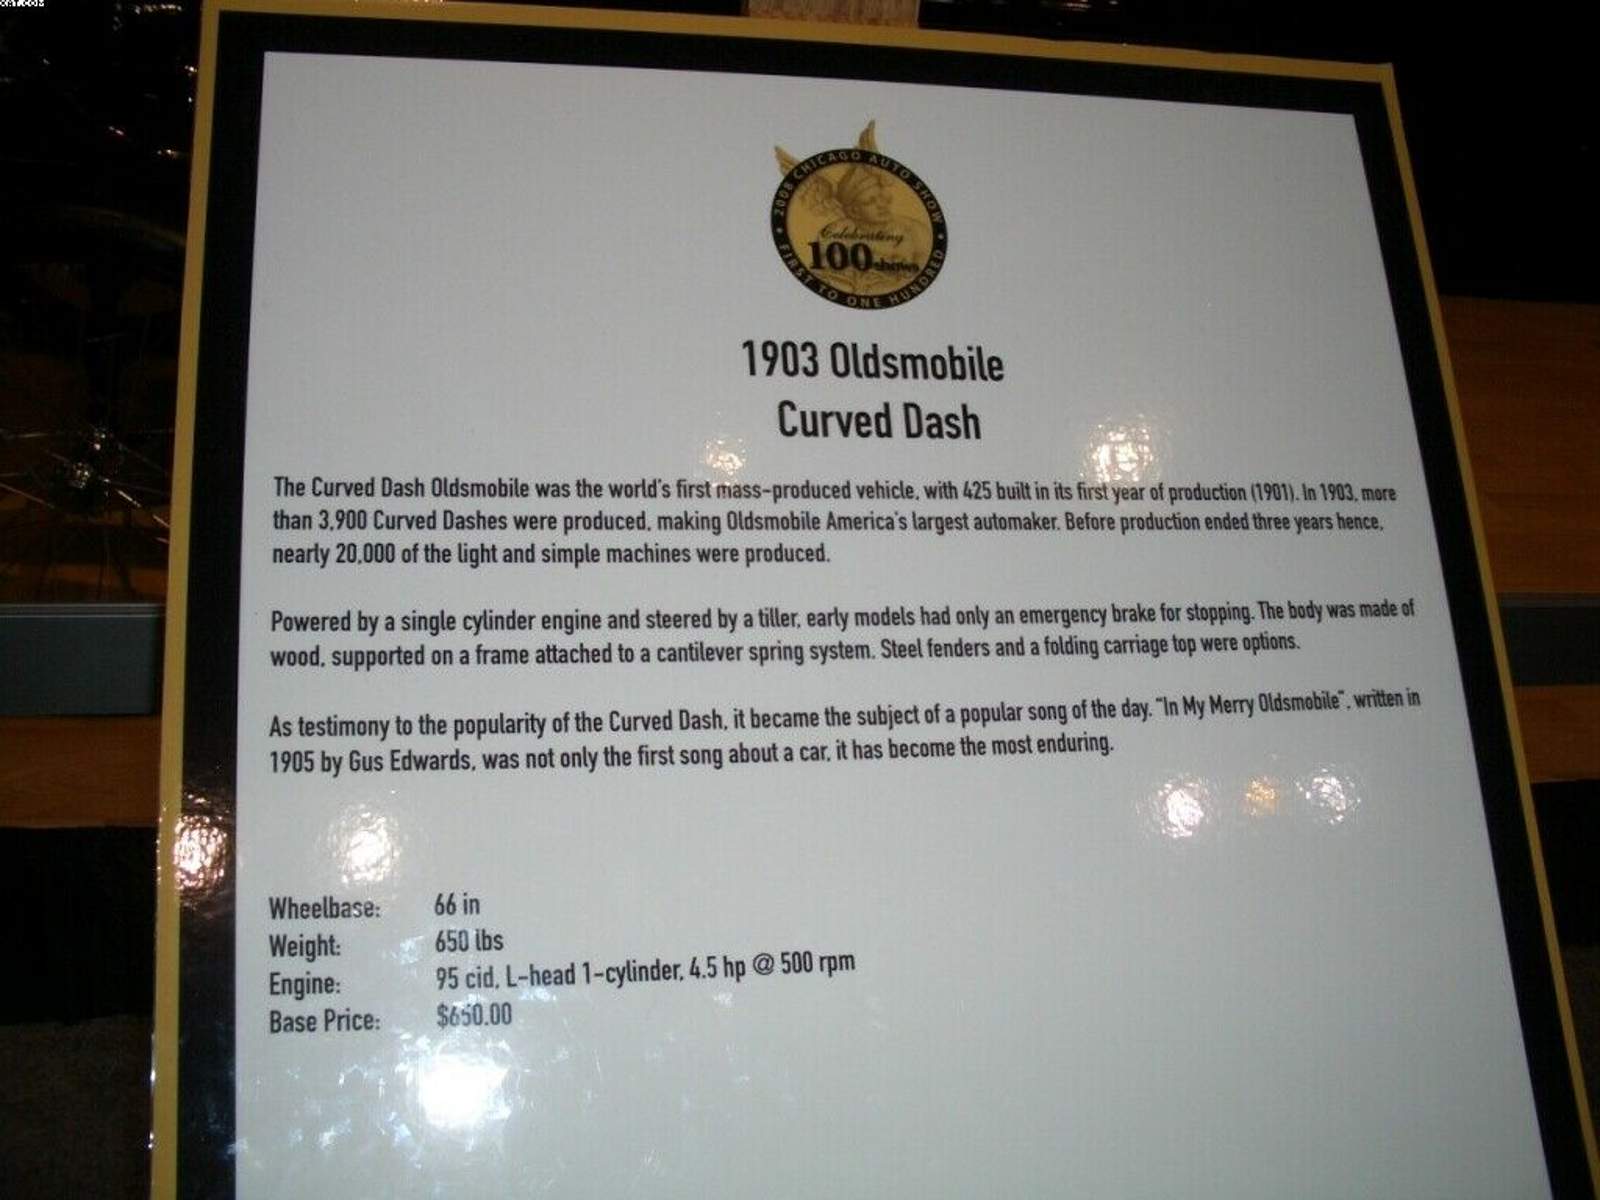 2008 CHICAGO AUTO SHOW
Celebrating
100 shows
FIRST TO ONE HUNDRED
1903 Oldsmobile
Curved Dash
The Curved Dash Oldsmobile was the world's first mass-produced vehicle, with 425 built in its first year of production (1901). In 1903, more
than 3,900 Curved Dashes were produced, making Oldsmobile America's largest automaker. Before production ended three years hence,
nearly 20,000 of the light and simple machines were produced.
Powered by a single cylinder engine and steered by a tiller, early models had only an emergency brake for stopping. The body was made of
wood, supported on a frame attached to a cantilever spring system. Steel fenders and a folding carriage top were options.
As testimony to the popularity of the Curved Dash, it became the subject of a popular song of the day. "In My Merry Oldsmobile", written in
1905 by Gus Edwards, was not only the first song about a car, it has become the most enduring.
Wheelbase: 66 in
Weight: 650 lbs
Engine: 95 cid, L-head 1-cylinder, 4.5 hp @ 500 rpm
Base Price: $650.00